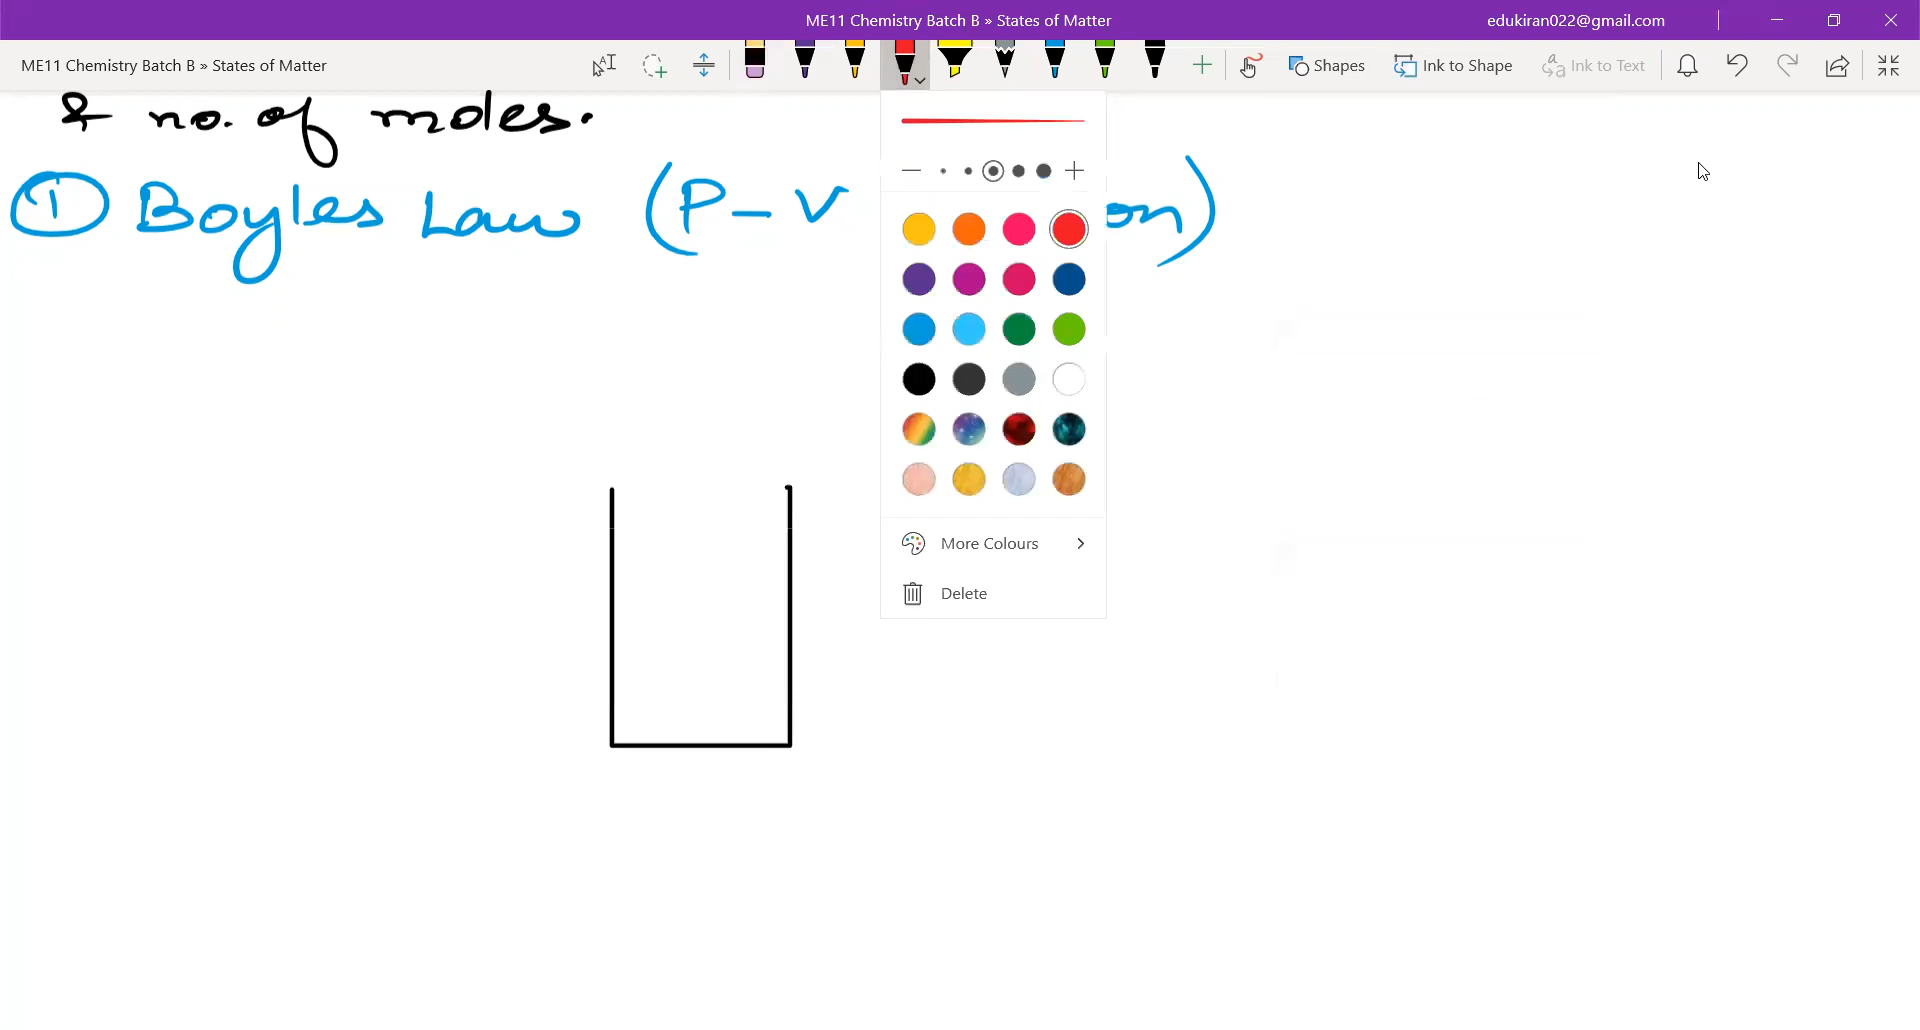 ME11 Chemistry Batch B » States of Matter
edukiran022@gmail.com
ME11 Chemistry Batch B » States of Matter
Shapes
Ink to Shape
Ink to Text
& no. of moles.
① Boyles Law (P-V on)
More Colours
Delete